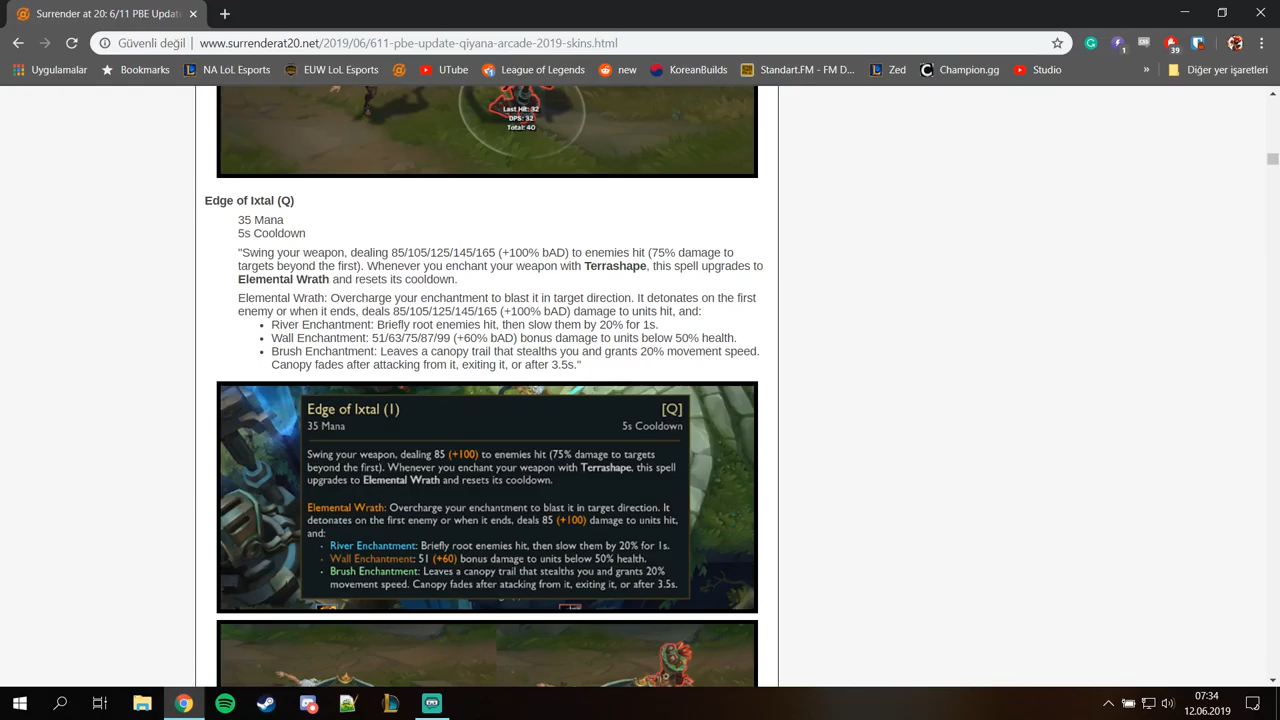 Surrender at 20: 6/11 PBE Update
Güvenli değil
www.surrenderat20.net/2019/06/611-pbe-update-qiyana-arcade-2019-skins.html
1
39
Uygulamalar
Bookmarks
NA LoL Esports
EUW LoL Esports
UTube
League of Legends
new
KoreanBuilds
Standart.FM - FM D...
Zed
Champion.gg
Studio
»
Diğer yer işaretleri
Last Hit: 32
DPS: 32
Total: 40
Edge of Ixtal (Q)
35 Mana
5s Cooldown
"Swing your weapon, dealing 85/105/125/145/165 (+100% bAD) to enemies hit (75% damage to
targets beyond the first). Whenever you enchant your weapon with Terrashape, this spell upgrades to
Elemental Wrath and resets its cooldown.
Elemental Wrath: Overcharge your enchantment to blast it in target direction. It detonates on the first
enemy or when it ends, deals 85/105/125/145/165 (+100% bAD) damage to units hit, and:
• River Enchantment: Briefly root enemies hit, then slow them by 20% for 1s.
• Wall Enchantment: 51/63/75/87/99 (+60% bAD) bonus damage to units below 50% health.
• Brush Enchantment: Leaves a canopy trail that stealths you and grants 20% movement speed.
Canopy fades after attacking from it, exiting it, or after 3.5s."
Edge of Ixtal (1) [Q]
35 Mana 5s Cooldown
Swing your weapon, dealing 85 (+100) to enemies hit (75% damage to targets
beyond the first). Whenever you enchant your weapon with Terrashape, this spell
upgrades to Elemental Wrath and resets its cooldown.
Elemental Wrath: Overcharge your enchantment to blast it in target direction. It
detonates on the first enemy or when it ends, deals 85 (+100) damage to units hit,
and:
• River Enchantment: Briefly root enemies hit, then slow them by 20% for 1s.
• Wall Enchantment: 51 (+60) bonus damage to units below 50% health.
• Brush Enchantment: Leaves a canopy trail that stealths you and grants 20%
movement speed. Canopy fades after atacking from it, exiting it, or after 3.5s.
07:34
12.06.2019